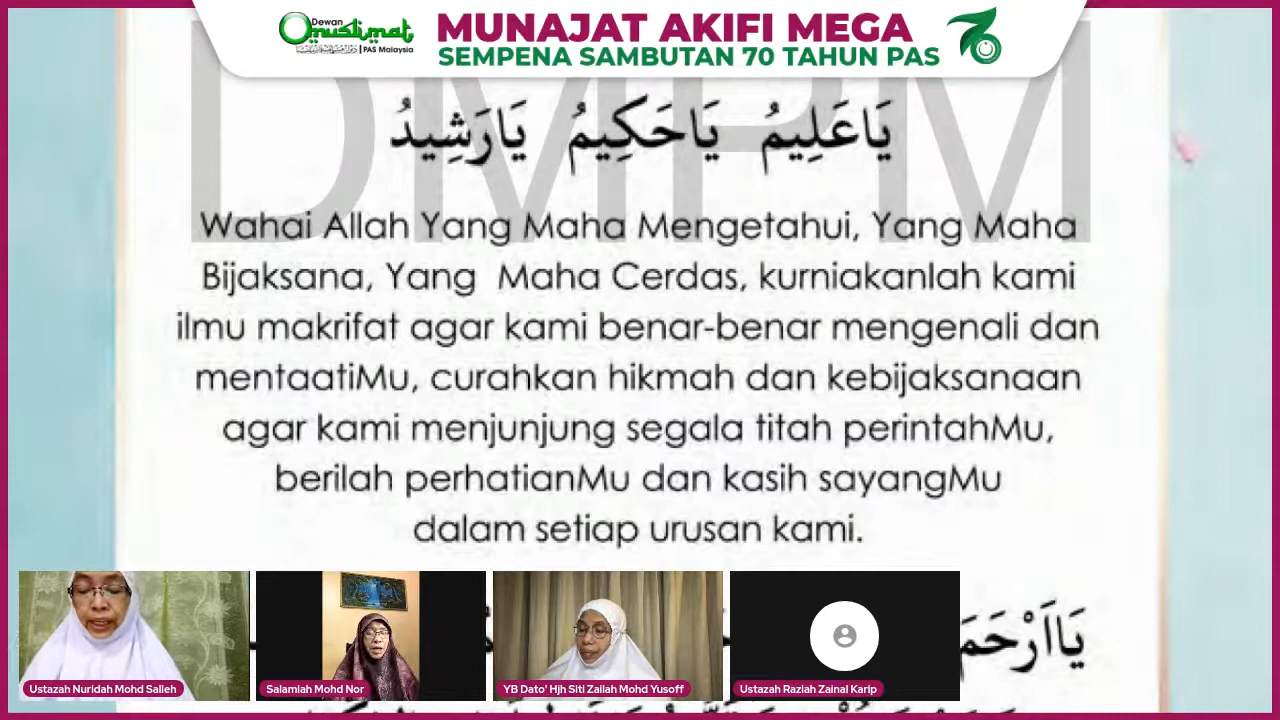 Dewan
muslimat
PAS Malaysia
MUNAJAT AKIFI MEGA
SEMPENA SAMBUTAN 70 TAHUN PAS
70
DMPM
يَاعَلِيمُ يَاحَكِيمُ يَارَشِيدُ
Wahai Allah Yang Maha Mengetahui, Yang Maha
Bijaksana, Yang Maha Cerdas, kurniakanlah kami
ilmu makrifat agar kami benar-benar mengenali dan
mentaatiMu, curahkan hikmah dan kebijaksanaan
agar kami menjunjung segala titah perintahMu,
berilah perhatianMu dan kasih sayangMu
dalam setiap urusan kami.
يَااَرْحَمَ
Ustazah Nuridah Mohd Salleh
Salamiah Mohd Nor
YB Dato' Hjh Siti Zailah Mohd Yusoff
Ustazah Raziah Zainal Karip